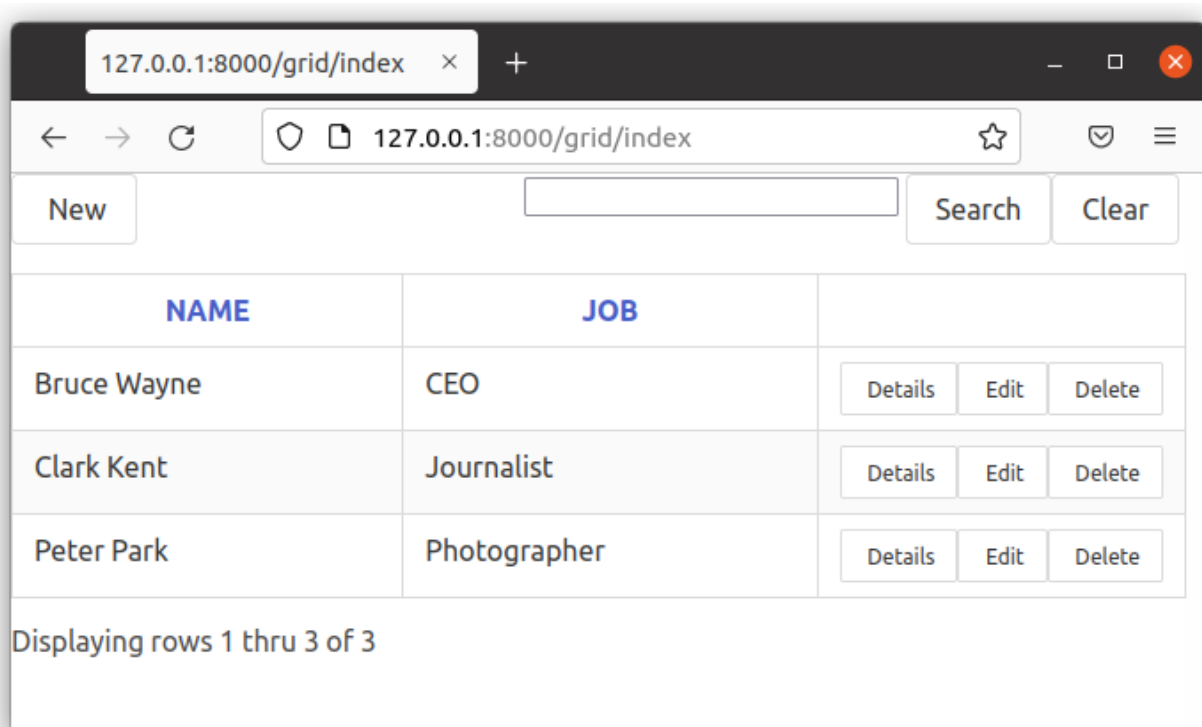 127.0.0.1:8000/grid/index
127.0.0.1:8000/grid/index
New Search Clear
NAME JOB
Bruce Wayne CEO Details Edit Delete
Clark Kent Journalist Details Edit Delete
Peter Park Photographer Details Edit Delete
Displaying rows 1 thru 3 of 3